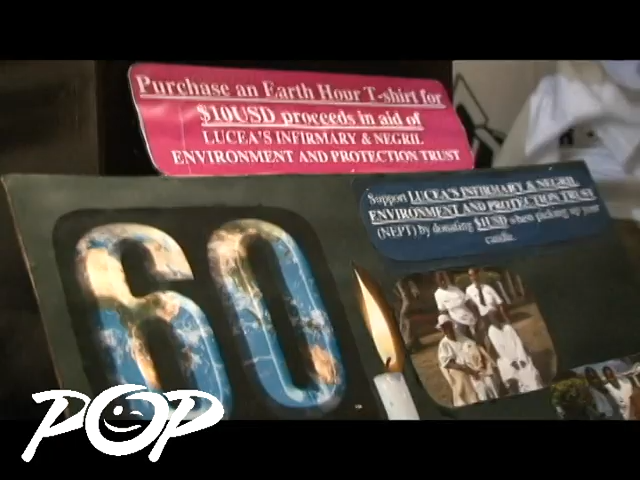 Purchase an Earth Hour T-shirt for
$10USD proceeds in aid of
LUCEA'S INFIRMARY & NEGRIL
ENVIRONMENT AND PROTECTION TRUST
Support LUCEA'S INFIRMARY & NEGRIL
ENVIRONMENT AND PROTECTION TRUST
(NEPT) by donating $1USD when picking up your
candle.
60
POP